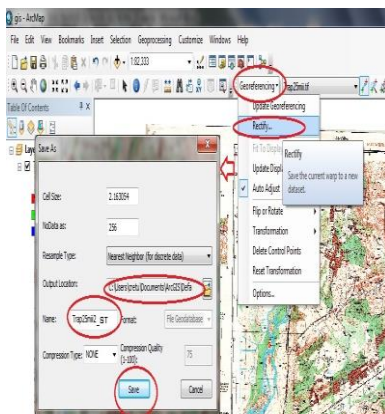 gis - ArcMap
File Edit View Bookmarks Insert Selection Geoprocessing Customize Windows Help
1:82,333
Georeferencing
Table Of Contents
Update Georeferencing
Rectify...
Fit To Display
Update Display
Auto Adjust
Flip or Rotate
Transformation
Delete Control Points
Reset Transformation
Options...
Rectify
Save the current warp to a new dataset.
Save As
Cell Size: 2.163054
NoData as: 256
Resample Type: Nearest Neighbor (for discrete data)
Output Location:
Name: Format: File Geodatabase
Compression Type: NONE Compression Quality (1-100): 75
Save Cancel